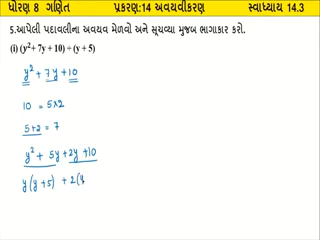 ધોરણ 8 ગણિત પ્રકરણ:14 અવયવીકરણ સ્વાધ્યાય 14.3
5.આપેલી પદાવલીના અવયવ મેળવો અને સૂચવ્યા મુજબ ભાગાકાર કરો.
(i) (y² + 7y + 10) ÷ (y + 5)
y² + 7y + 10
10 = 5×2
5+2 = 7
y² + 5y + 2y + 10
y(y+5) + 2(y